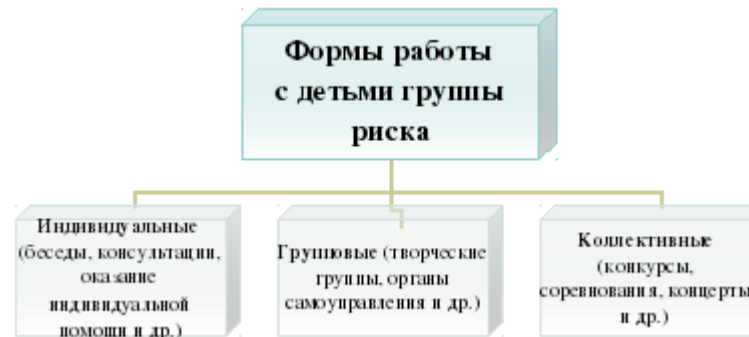 Формы работы
с детьми группы
риска
Индивидуальные
(беседы, консультации,
оказание
индивидуальной
помощи и др.)
Групповые (творческие
группы, органы
самоуправления и др.)
Коллективные
(конкурсы,
соревнования, концерты
и др.)